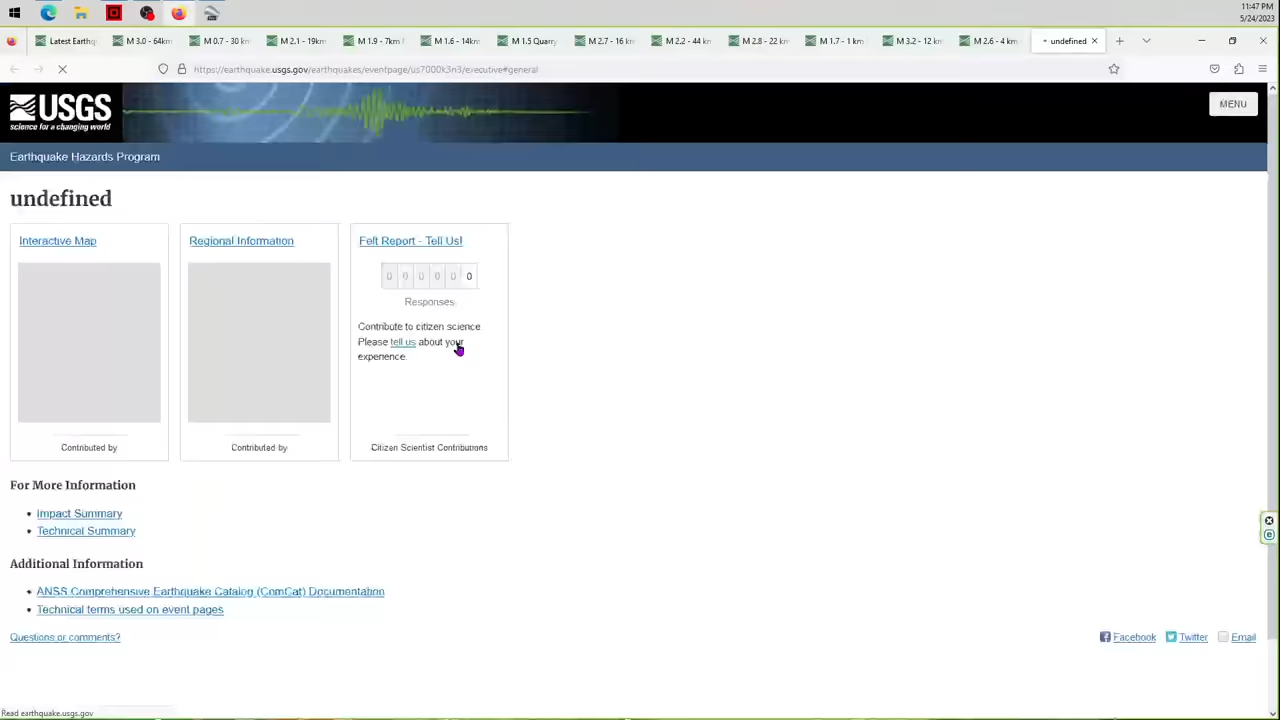 11:47 PM
5/24/2023
Latest Earthq
M 3.0 - 64km
M 0.7 - 30 km
M 2.1 - 19km
M 1.9 - 7km
M 1.6 - 14km
M 1.5 Quarry
M 2.7 - 16 km
M 2.2 - 44 km
M 2.8 - 22 km
M 1.7 - 1 km
M 3.2 - 12 km
M 2.6 - 4 km
undefined
https://earthquake.usgs.gov/earthquakes/eventpage/us7000k3n3/executive#general
USGS
science for a changing world
MENU
Earthquake Hazards Program
undefined
Interactive Map
Contributed by
Regional Information
Contributed by
Felt Report - Tell Us!
0 0 0 0 0 0
Responses
Contribute to citizen science
Please tell us about your
experience.
Citizen Scientist Contributions
For More Information
Impact Summary
Technical Summary
Additional Information
ANSS Comprehensive Earthquake Catalog (ComCat) Documentation
Technical terms used on event pages
Questions or comments?
Facebook
Twitter
Email
Read earthquake.usgs.gov